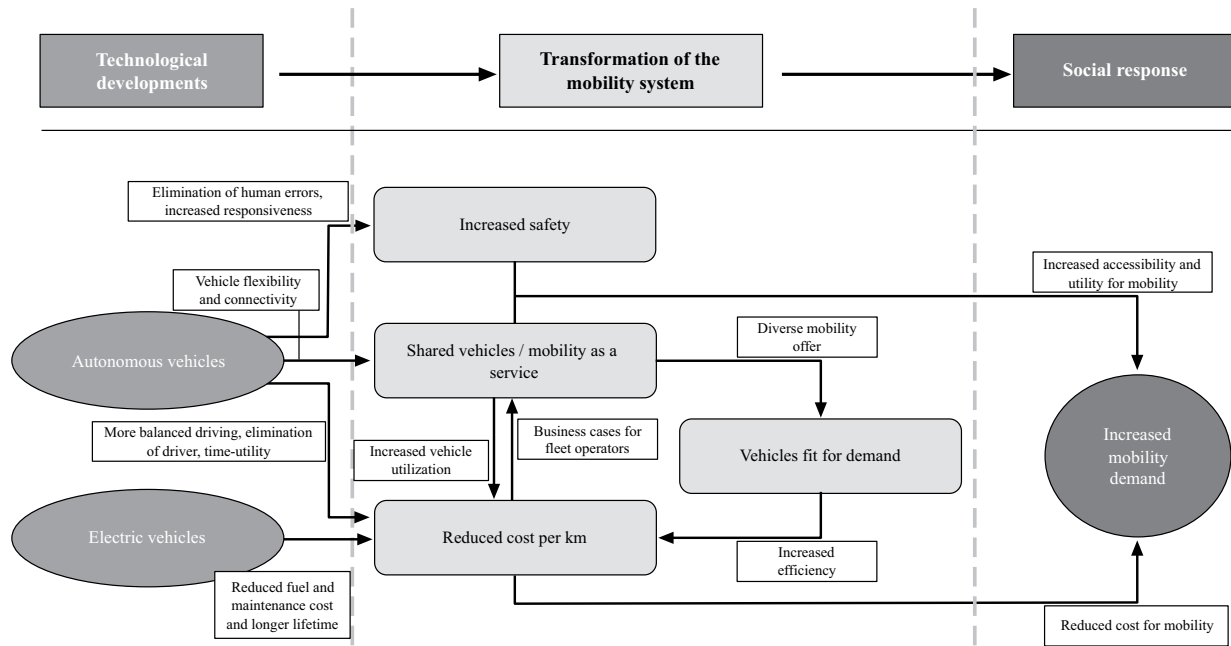 Technological
developments
Transformation of the
mobility system
Social response
Elimination of human errors,
increased responsiveness
Increased safety
Vehicle flexibility
and connectivity
Increased accessibility and
utility for mobility
Autonomous vehicles
Shared vehicles / mobility as a
service
Diverse mobility
offer
More balanced driving, elimination
of driver, time-utility
Increased vehicle
utilization
Business cases for
fleet operators
Vehicles fit for demand
Increased
mobility
demand
Electric vehicles
Reduced cost per km
Increased
efficiency
Reduced fuel and
maintenance cost
and longer lifetime
Reduced cost for mobility